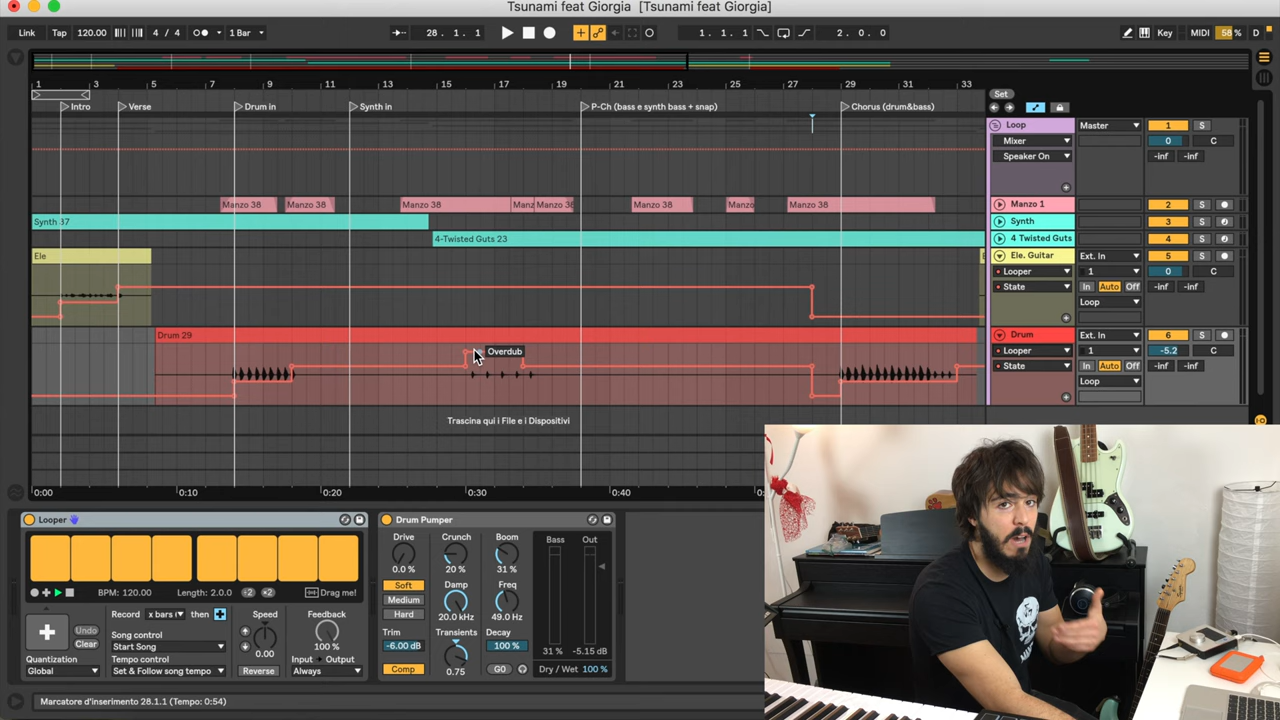 Tsunami feat Giorgia [Tsunami feat Giorgia]
Link Tap 120.00 4 / 4 1 Bar 28. 1. 1 1. 1. 1 2. 0. 0 Key MIDI 58 % D
1 3 5 7 9 11 13 15 17 19 21 23 25 27 29 31 33
Set
Intro Verse Drum in Synth in P-Ch (bass e synth bass + snap) Chorus (drum&bass)
Loop Master 1 S
Mixer 0 C
Speaker On -inf -inf
Manzo 38 Manzo 38 Manzo 38 Manz Manzo 38 Manzo 38 Manzo Manzo 38 Manzo 1 2 S
Synth 37 Synth 3 S
4-Twisted Guts 23 4 Twisted Guts 4 S
Ele Ele. Guitar Ext. In 5 S
Looper 1 0 C
State In Auto Off -inf -inf
Loop
Drum 29 Drum Ext. In 6 S
Overdub Looper 1 -5.2 C
State In Auto Off -inf -inf
Loop
Trascina qui i File e i Dispositivi
0:00 0:10 0:20 0:30 0:40
Looper Drum Pumper
Drive Crunch Boom Bass Out
0.0 % 20 % 31 %
Soft Damp Freq
Medium
Hard 20.0 kHz 49.0 Hz
BPM: 120.00 Length: 2.0.0 ÷2 ×2 Drag me!
Record x bars ( then Speed Feedback
Trim Transients Decay
Undo
Clear
Song control
Start Song
0.00 100 %
-6.00 dB 100 %
Quantization Tempo control Input Output
31 % -5.15 dB
Global Set & Follow song tempo Reverse Always
Comp 0.75 G0 Dry / Wet 100 %
Marcatore d'inserimento 28.1.1 (Tempo: 0:54)